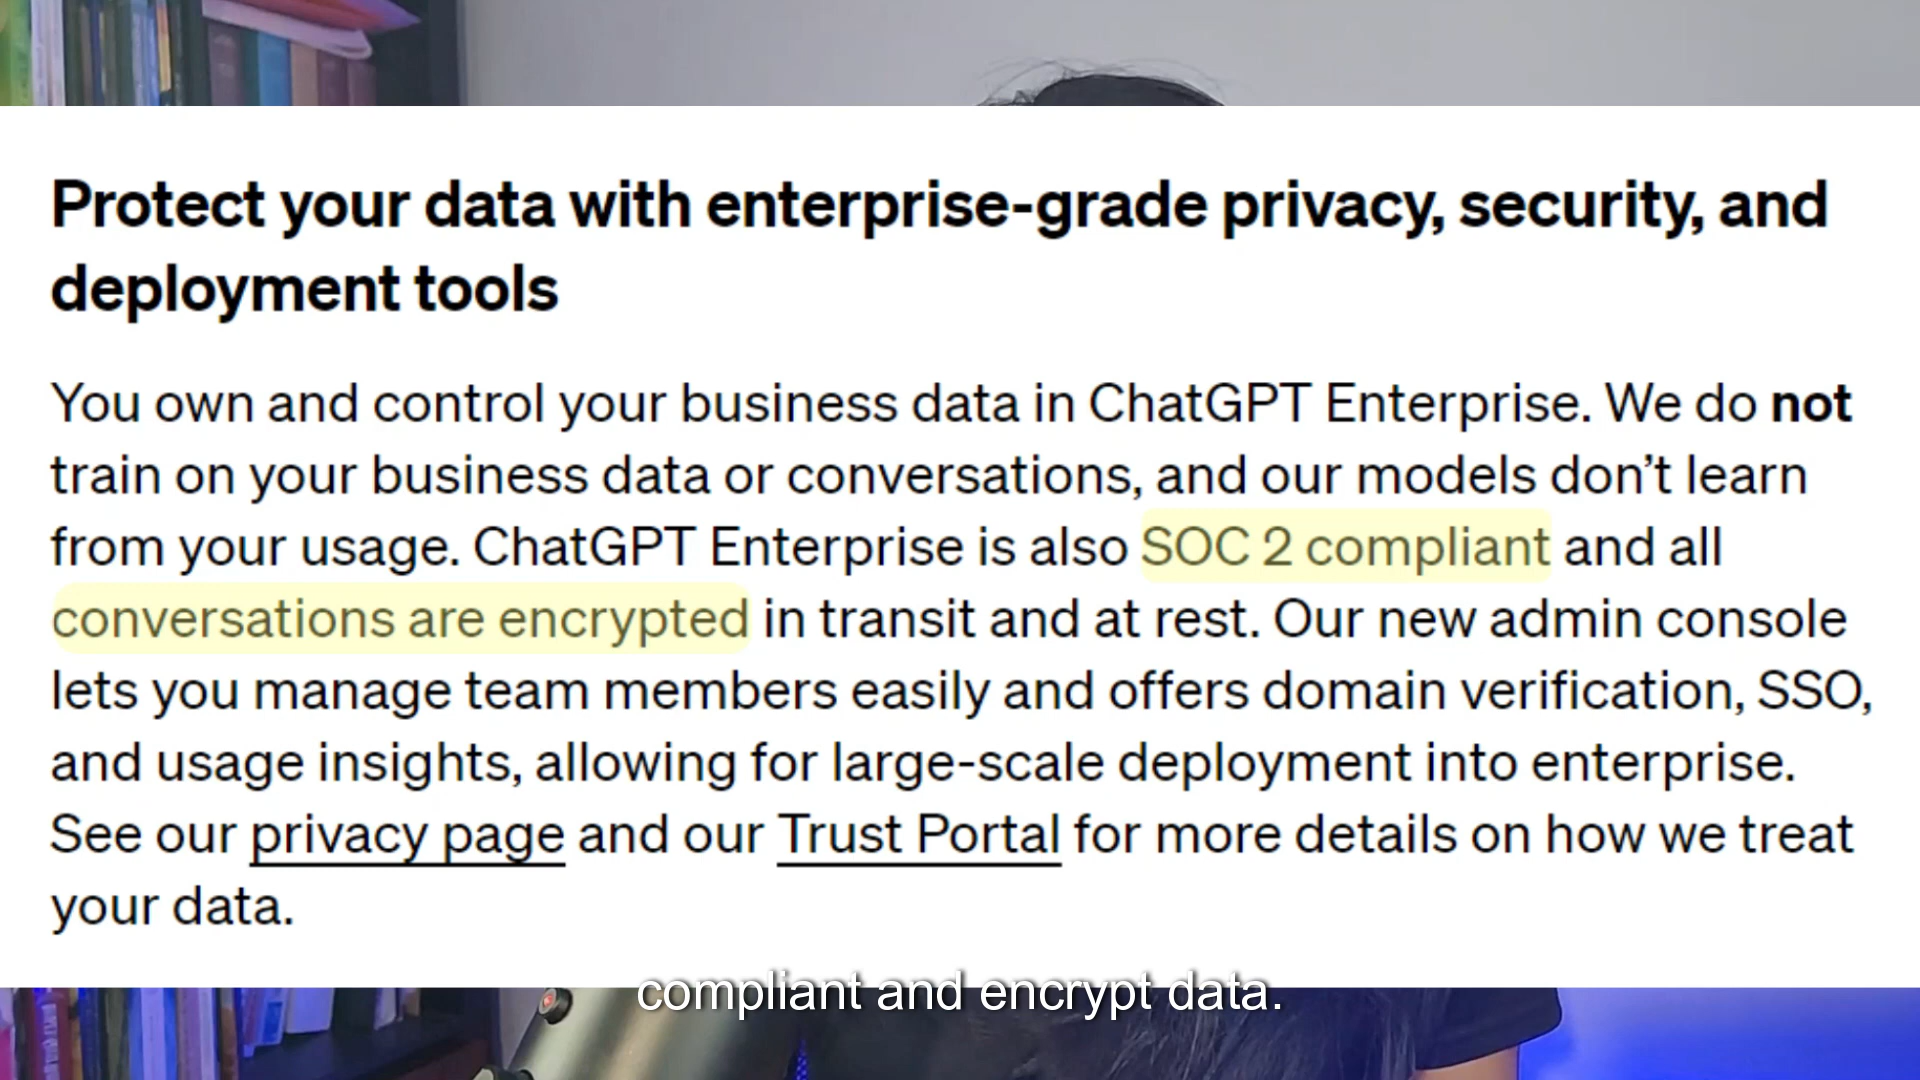 Protect your data with enterprise-grade privacy, security, and
deployment tools
You own and control your business data in ChatGPT Enterprise. We do not
train on your business data or conversations, and our models don’t learn
from your usage. ChatGPT Enterprise is also SOC 2 compliant and all
conversations are encrypted in transit and at rest. Our new admin console
lets you manage team members easily and offers domain verification, SSO,
and usage insights, allowing for large-scale deployment into enterprise.
See our privacy page and our Trust Portal for more details on how we treat
your data.
compliant and encrypt data.